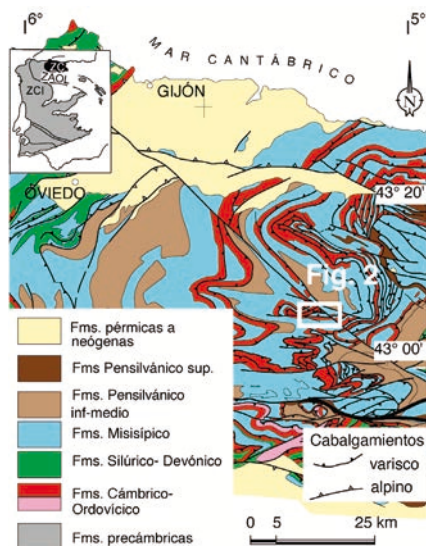 6°
5°
MAR CANTÁBRICO
ZC
ZAOL
ZCI
GIJÓN
N
OVIEDO
43° 20'
Fig. 2
43° 00'
Fms. pérmicas a
neógenas
Fms Pensilvánico sup.
Fms. Pensilvánico
inf-medio
Fms. Misisípico
Fms. Silúrico- Devónico
Fms. Cámbrico-
Ordovícico
Fms. precámbricas
Cabalgamientos
varisco
alpino
0 5 25 km